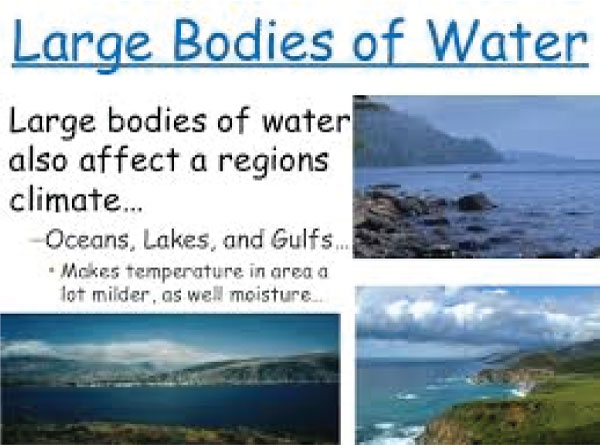 Large Bodies of Water
Large bodies of water
also affect a regions
climate…
–Oceans, Lakes, and Gulfs…
• Makes temperature in area a
lot milder, as well moisture…